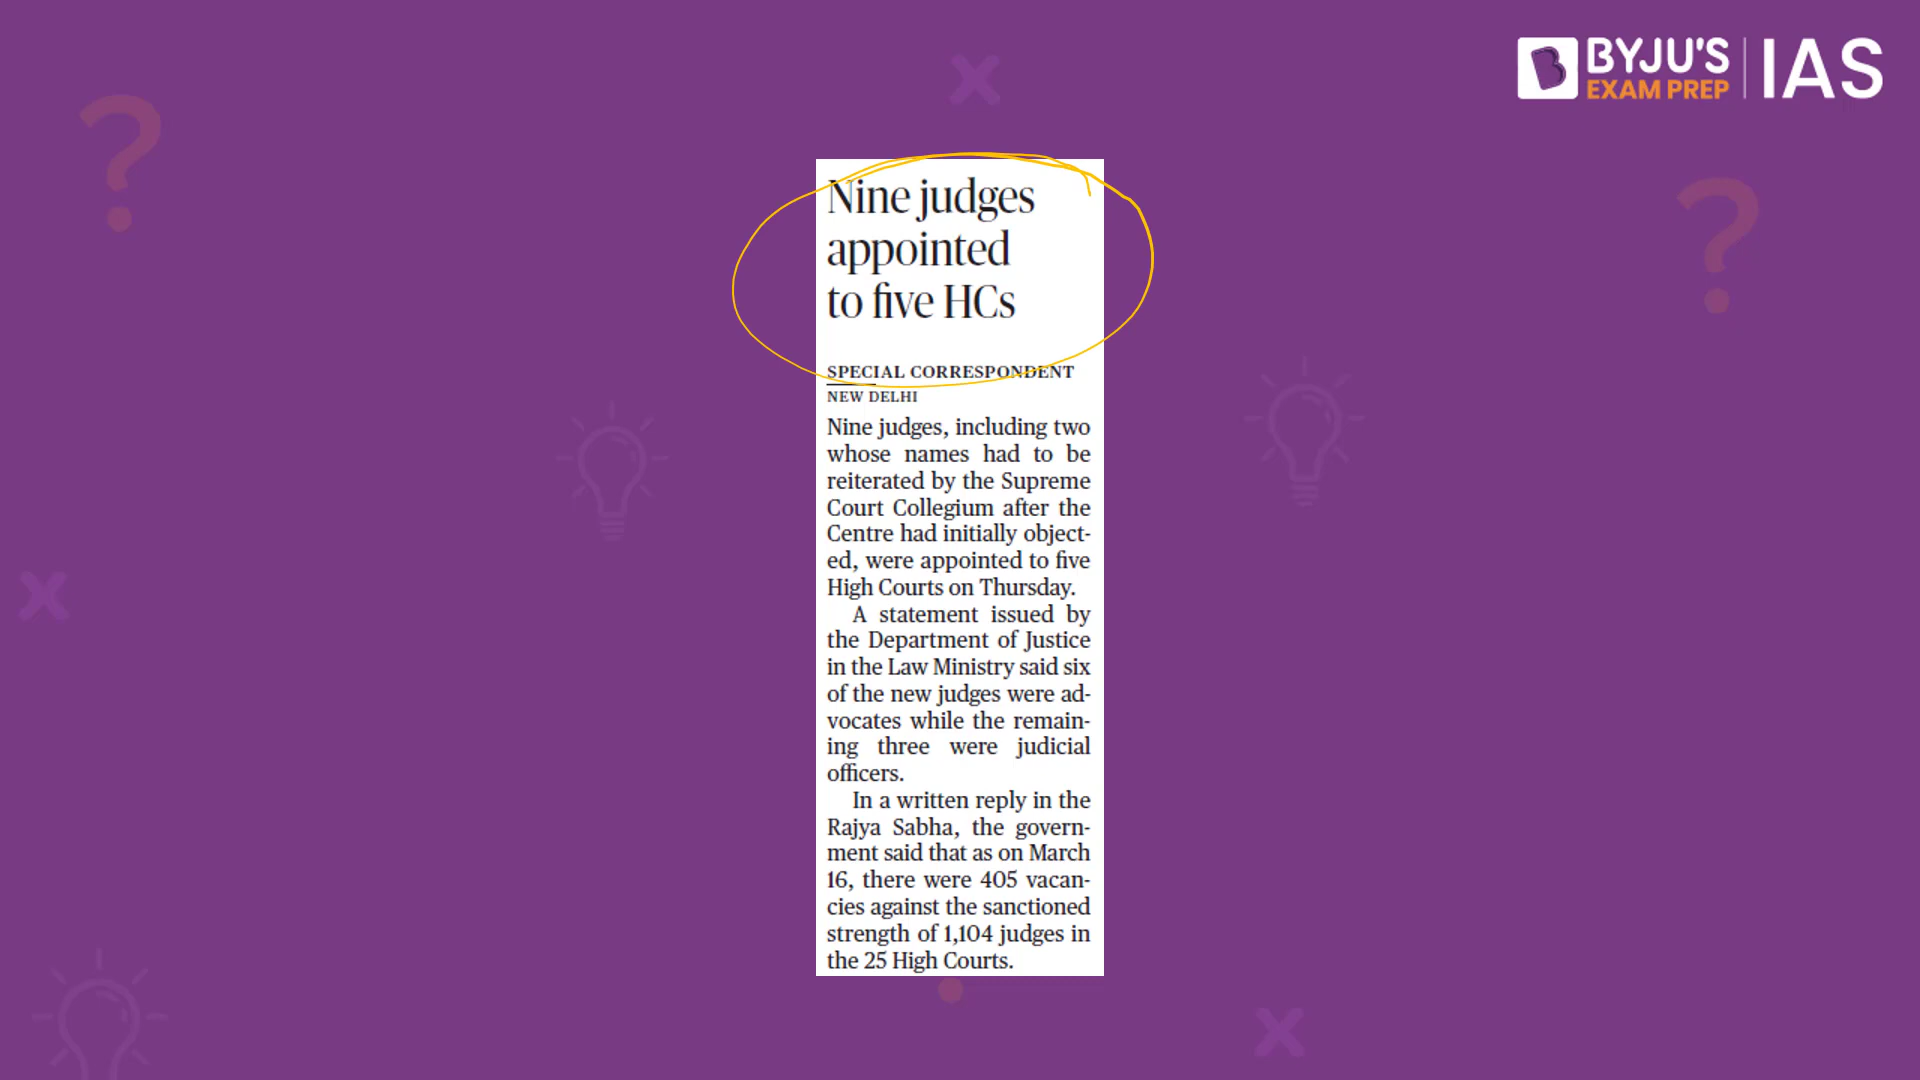 BYJU'S
EXAM PREP
IAS
Nine judges
appointed
to five HCs
SPECIAL CORRESPONDENT
NEW DELHI
Nine judges, including two
whose names had to be
reiterated by the Supreme
Court Collegium after the
Centre had initially object-
ed, were appointed to five
High Courts on Thursday.
A statement issued by
the Department of Justice
in the Law Ministry said six
of the new judges were ad-
vocates while the remain-
ing three were judicial
officers.
In a written reply in the
Rajya Sabha, the govern-
ment said that as on March
16, there were 405 vacan-
cies against the sanctioned
strength of 1,104 judges in
the 25 High Courts.